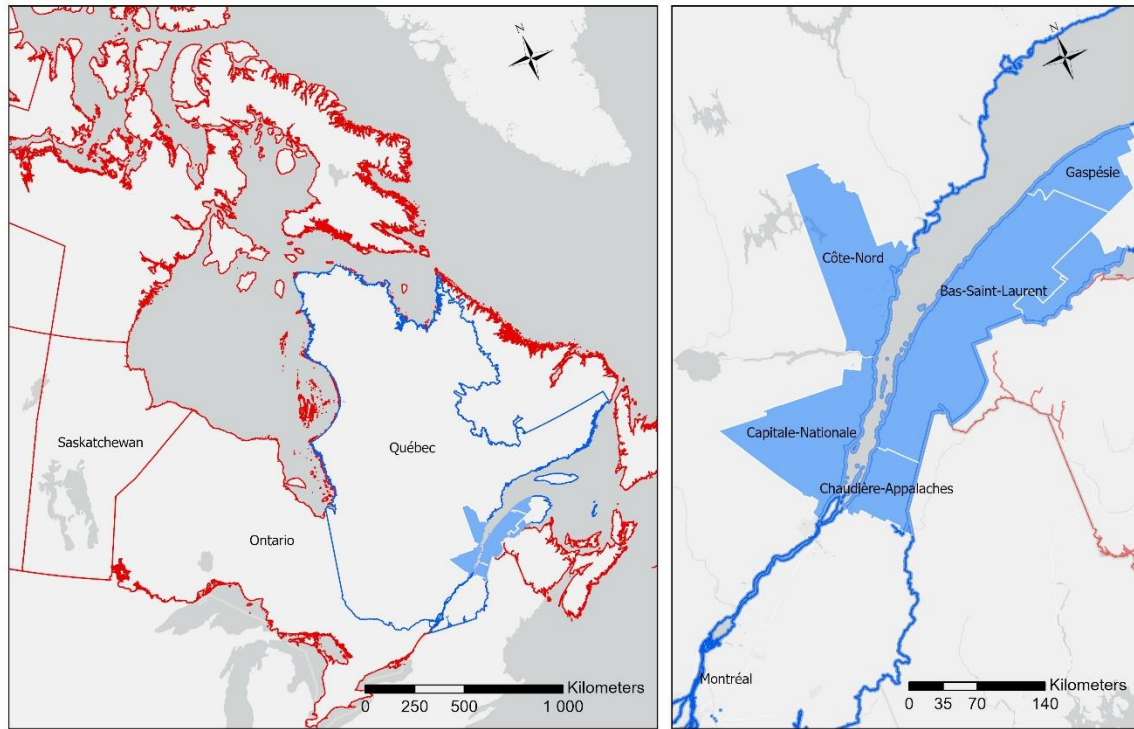 N
Saskatchewan
Québec
Ontario
Kilometers
0 250 500 1 000
N
Gaspésie
Côte-Nord
Bas-Saint-Laurent
Capitale-Nationale
Chaudière-Appalaches
Montréal
Kilometers
0 35 70 140